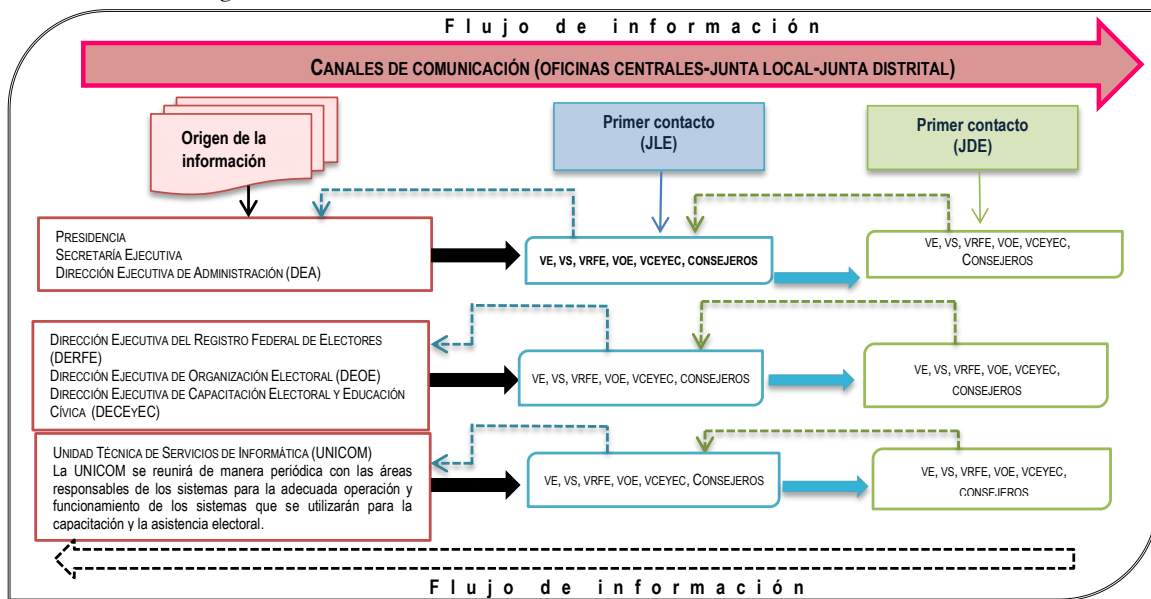 Flujo de información
CANALES DE COMUNICACIÓN (OFICINAS CENTRALES-JUNTA LOCAL-JUNTA DISTRITAL)
Origen de la
información
Primer contacto
(JLE)
Primer contacto
(JDE)
PRESIDENCIA
SECRETARÍA EJECUTIVA
DIRECCIÓN EJECUTIVA DE ADMINISTRACIÓN (DEA)
VE, VS, VRFE, VOE, VCEYEC, CONSEJEROS
VE, VS, VRFE, VOE, VCEYEC,
CONSEJEROS
DIRECCIÓN EJECUTIVA DEL REGISTRO FEDERAL DE ELECTORES
(DERFE)
DIRECCIÓN EJECUTIVA DE ORGANIZACIÓN ELECTORAL (DEOE)
DIRECCIÓN EJECUTIVA DE CAPACITACIÓN ELECTORAL Y EDUCACIÓN
CÍVICA (DECEYEC)
VE, VS, VRFE, VOE, VCEYEC, CONSEJEROS
VE, VS, VRFE, VOE, VCEYEC,
CONSEJEROS
UNIDAD TÉCNICA DE SERVICIOS DE INFORMÁTICA (UNICOM)
La UNICOM se reunirá de manera periódica con las áreas
responsables de los sistemas para la adecuada operación y
funcionamiento de los sistemas que se utilizarán para la
capacitación y la asistencia electoral.
VE, VS, VRFE, VOE, VCEYEC, CONSEJEROS
VE, VS, VRFE, VOE, VCEYEC,
CONSEJEROS
Flujo de información